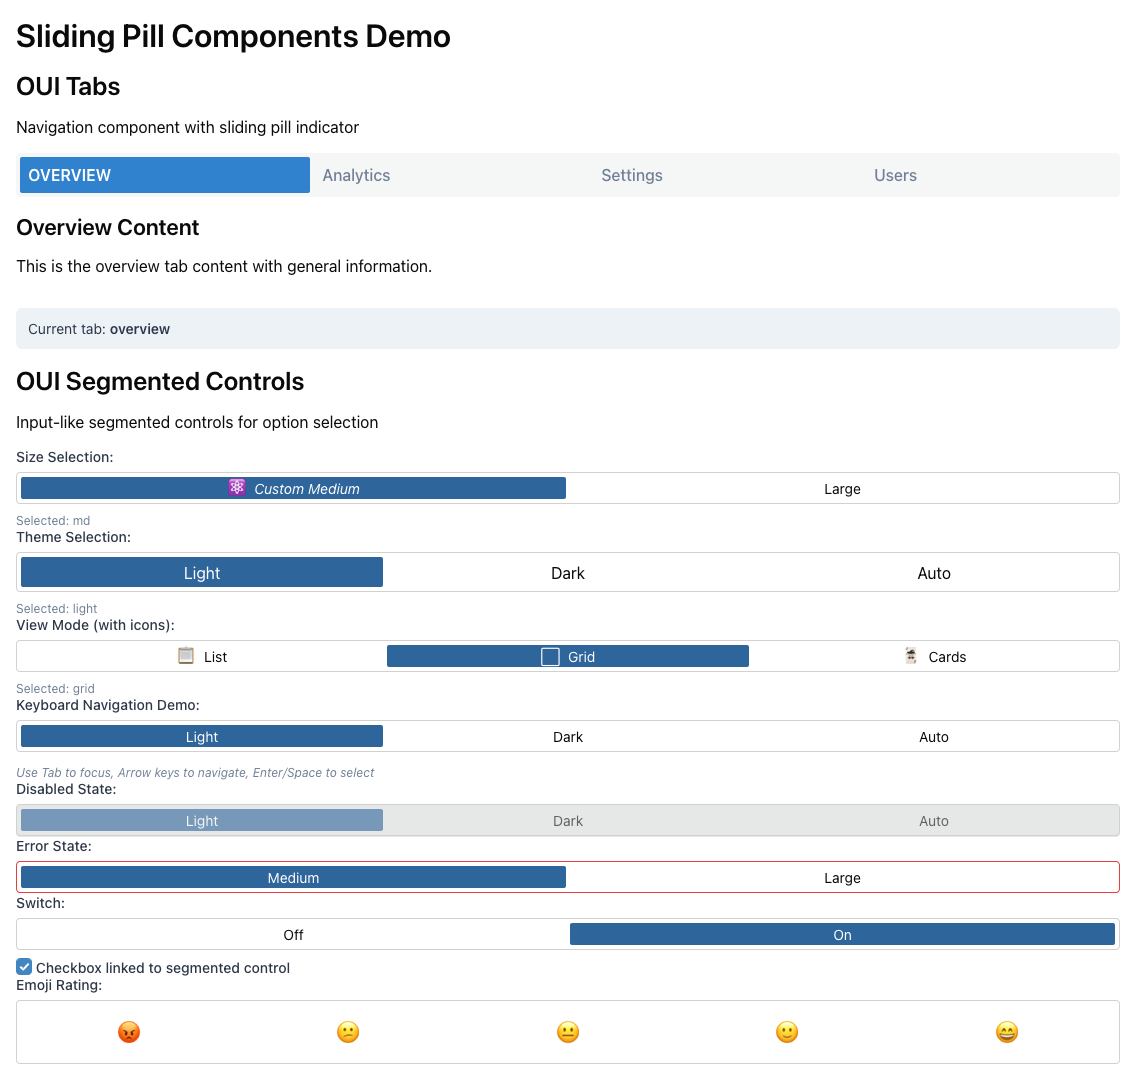 Sliding Pill Components Demo
OUI Tabs
Navigation component with sliding pill indicator
OVERVIEW Analytics Settings Users
Overview Content
This is the overview tab content with general information.
Current tab: overview
OUI Segmented Controls
Input-like segmented controls for option selection
Size Selection:
Custom Medium Large
Selected: md
Theme Selection:
Light Dark Auto
Selected: light
View Mode (with icons):
List Grid Cards
Selected: grid
Keyboard Navigation Demo:
Light Dark Auto
Use Tab to focus, Arrow keys to navigate, Enter/Space to select
Disabled State:
Light Dark Auto
Error State:
Medium Large
Switch:
Off On
Checkbox linked to segmented control
Emoji Rating: